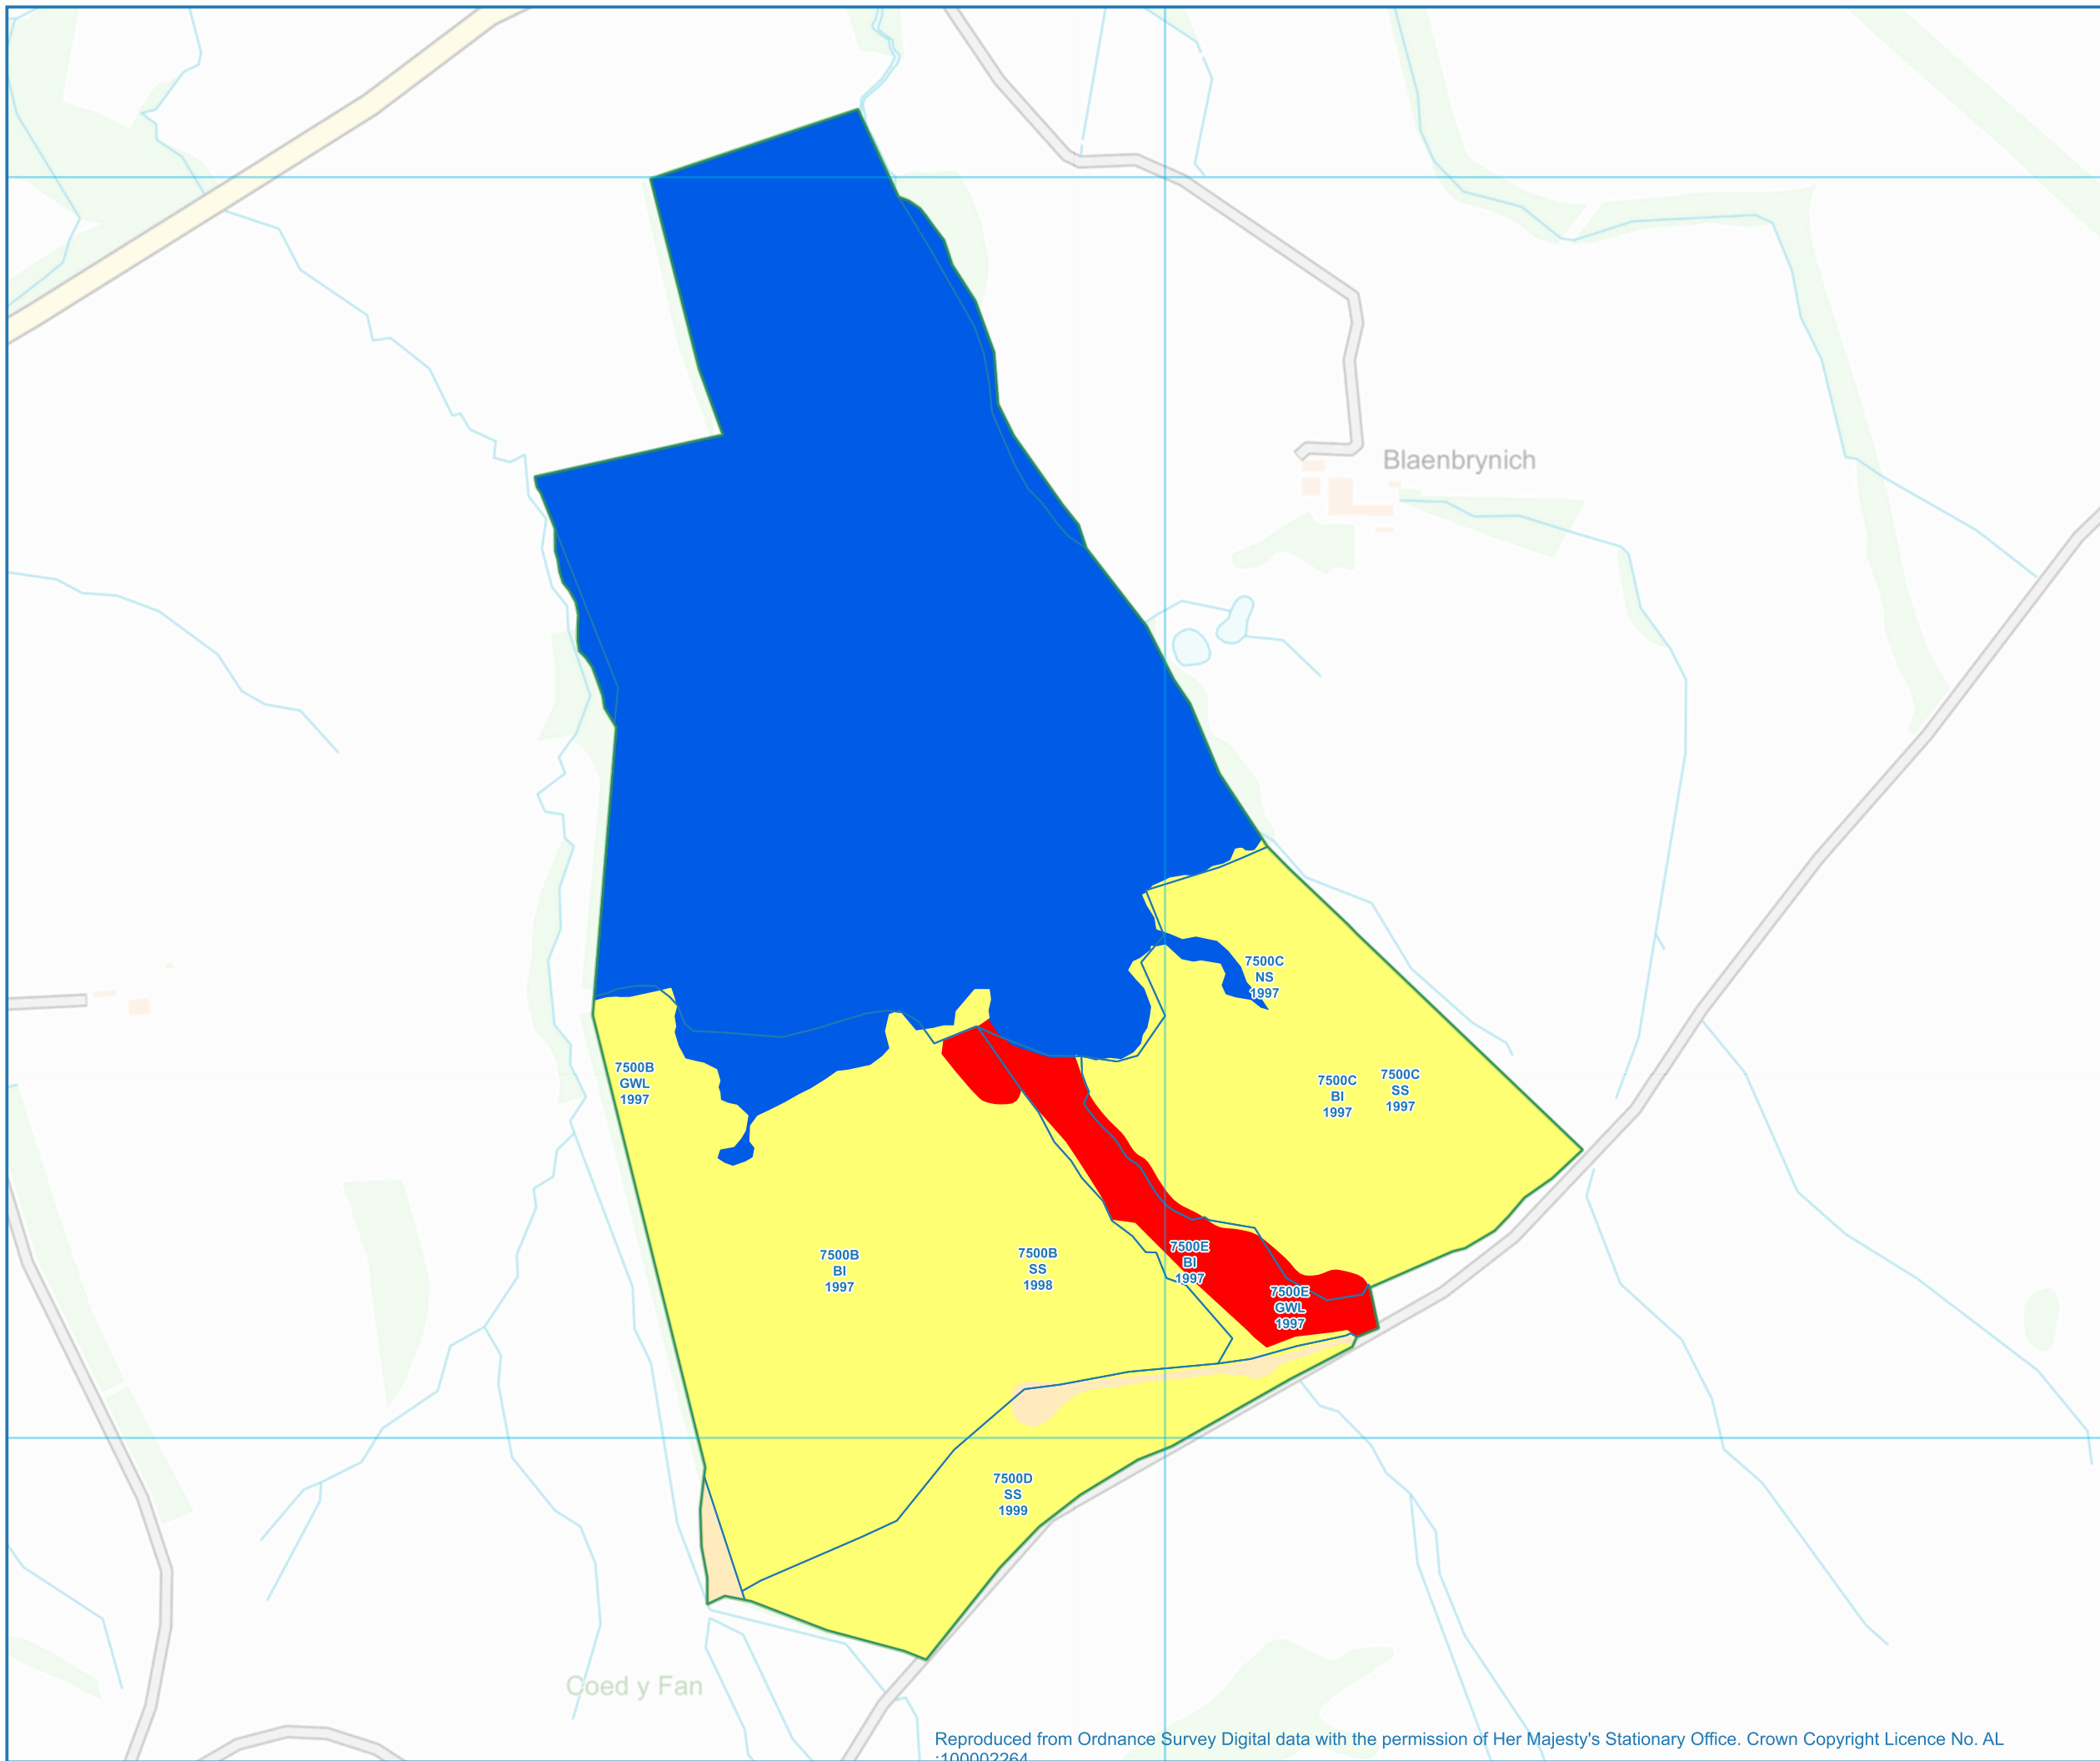 Blaenbrynich
7500C
NS
1997
7500B
GWL
1997
7500C
BI
1997
7500C
SS
1997
7500B
BI
1997
7500B
SS
1998
7500E
BI
1997
7500E
GWL
1997
7500D
SS
1999
Coed y Fan
Reproduced from Ordnance Survey Digital data with the permission of Her Majesty's Stationary Office. Crown Copyright Licence No. AL
:100002264